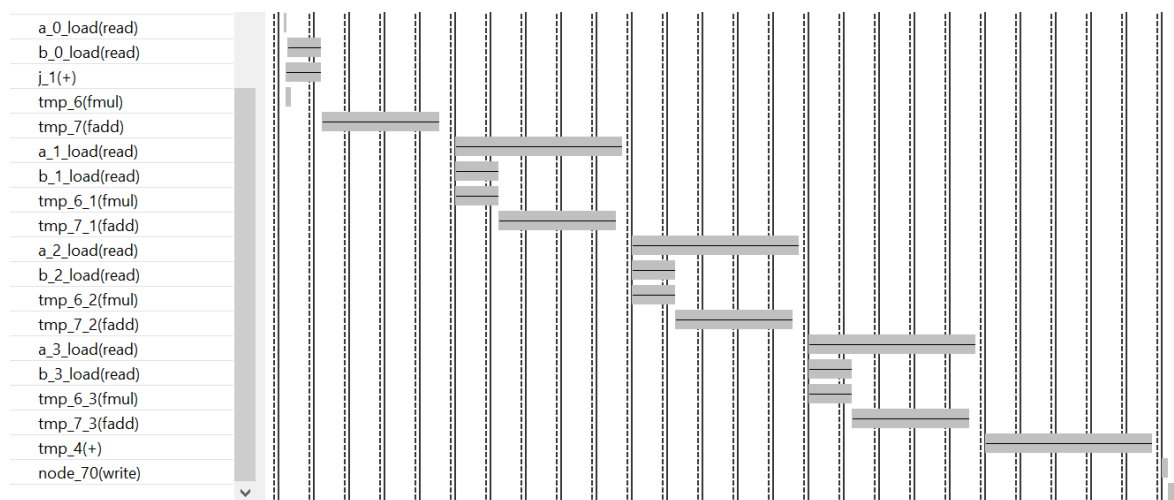 a_0_load(read)
b_0_load(read)
j_1(+)
tmp_6(fmul)
tmp_7(fadd)
a_1_load(read)
b_1_load(read)
tmp_6_1(fmul)
tmp_7_1(fadd)
a_2_load(read)
b_2_load(read)
tmp_6_2(fmul)
tmp_7_2(fadd)
a_3_load(read)
b_3_load(read)
tmp_6_3(fmul)
tmp_7_3(fadd)
tmp_4(+)
node_70(write)